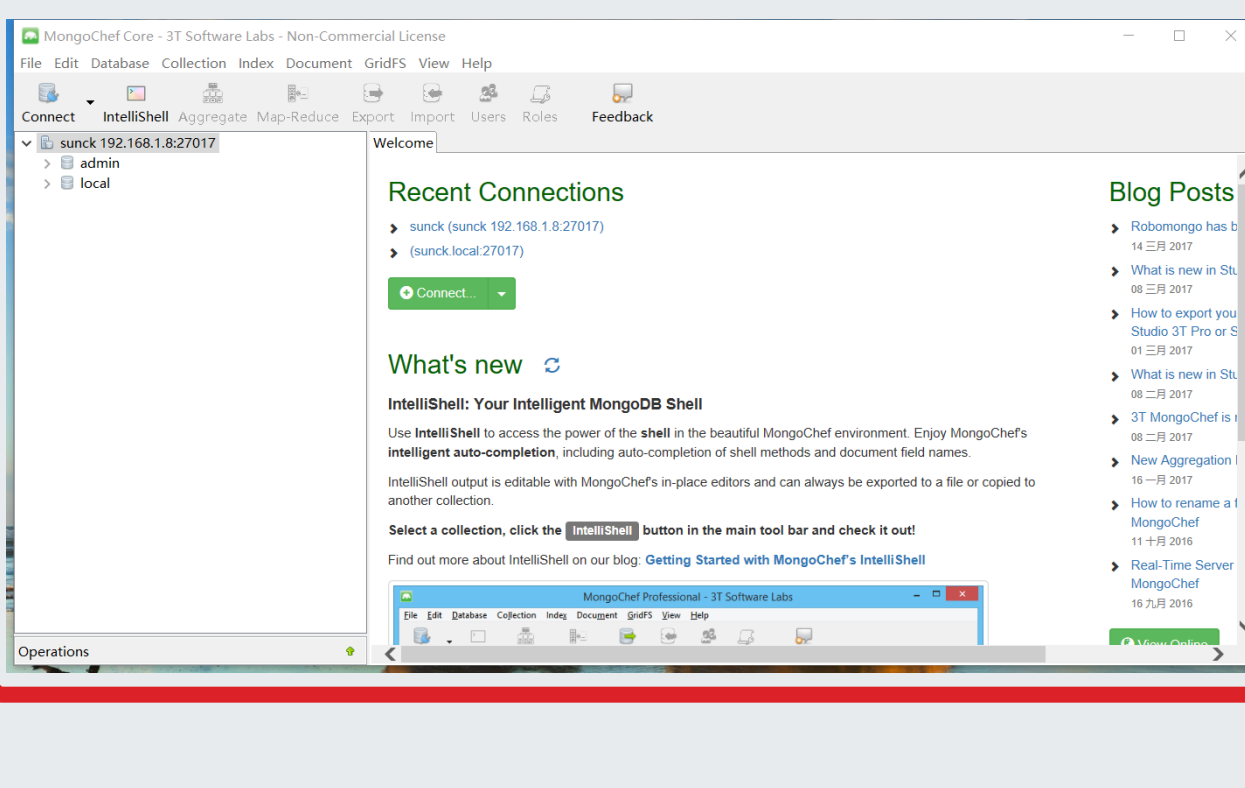 MongoChef Core - 3T Software Labs - Non-Commercial License
File Edit Database Collection Index Document GridFS View Help
Connect IntelliShell Aggregate Map-Reduce Export Import Users Roles Feedback
sunck 192.168.1.8:27017
admin
local
Operations
Welcome
Recent Connections
sunck (sunck 192.168.1.8:27017)
(sunck.local:27017)
Connect...
What's new
IntelliShell: Your Intelligent MongoDB Shell
Use IntelliShell to access the power of the shell in the beautiful MongoChef environment. Enjoy MongoChef's
intelligent auto-completion, including auto-completion of shell methods and document field names.
IntelliShell output is editable with MongoChef's in-place editors and can always be exported to a file or copied to
another collection.
Select a collection, click the IntelliShell button in the main tool bar and check it out!
Find out more about IntelliShell on our blog: Getting Started with MongoChef's IntelliShell
MongoChef Professional - 3T Software Labs
File Edit Database Collection Index Document GridFS View Help
Blog Posts
Robomongo has
14 三月 2017
What is new in
08 三月 2017
How to export
Studio 3T Pro or
01 三月 2017
What is new in
08 二月 2017
3T MongoChef is
08 二月 2017
New Aggregation
16 一月 2017
How to rename a
MongoChef
11 十月 2016
Real-Time Server
MongoChef
16 九月 2016
View Online